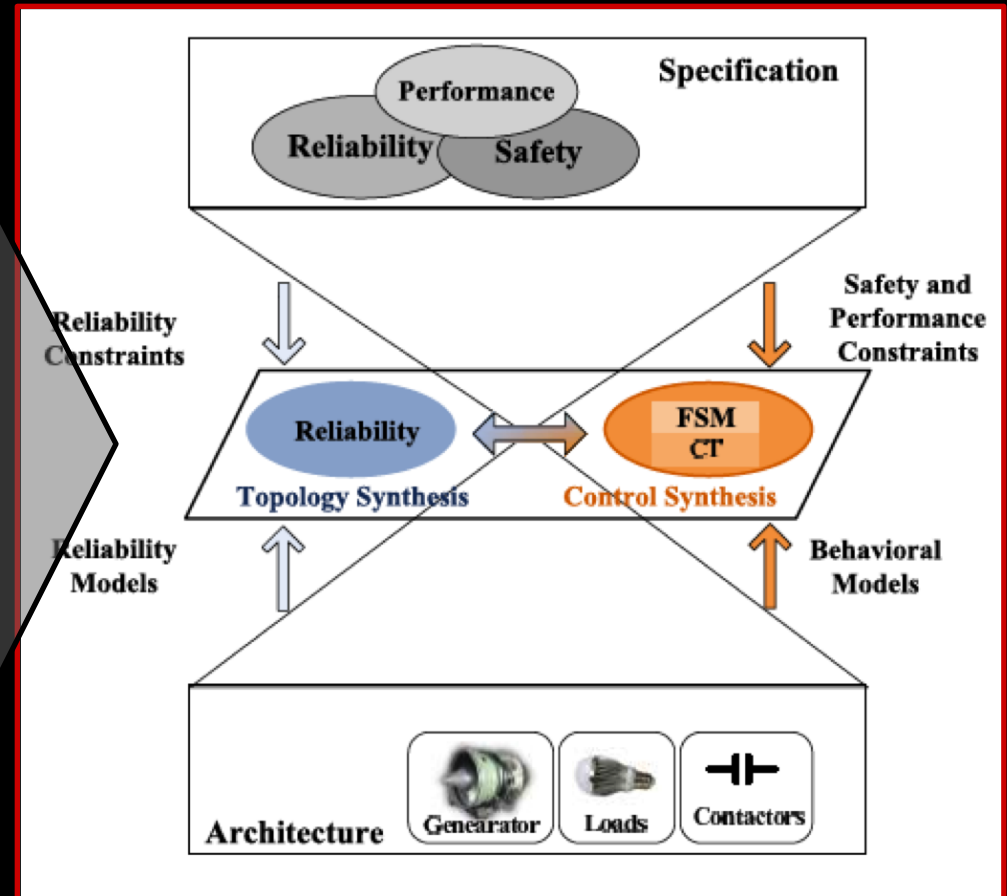 Specification
Performance
Reliability
Safety
Reliability
Constraints
Safety and
Performance
Constraints
Reliability
FSM
CT
Topology Synthesis
Control Synthesis
Reliability
Models
Behavioral
Models
Genearator
Loads
Contactors
Architecture